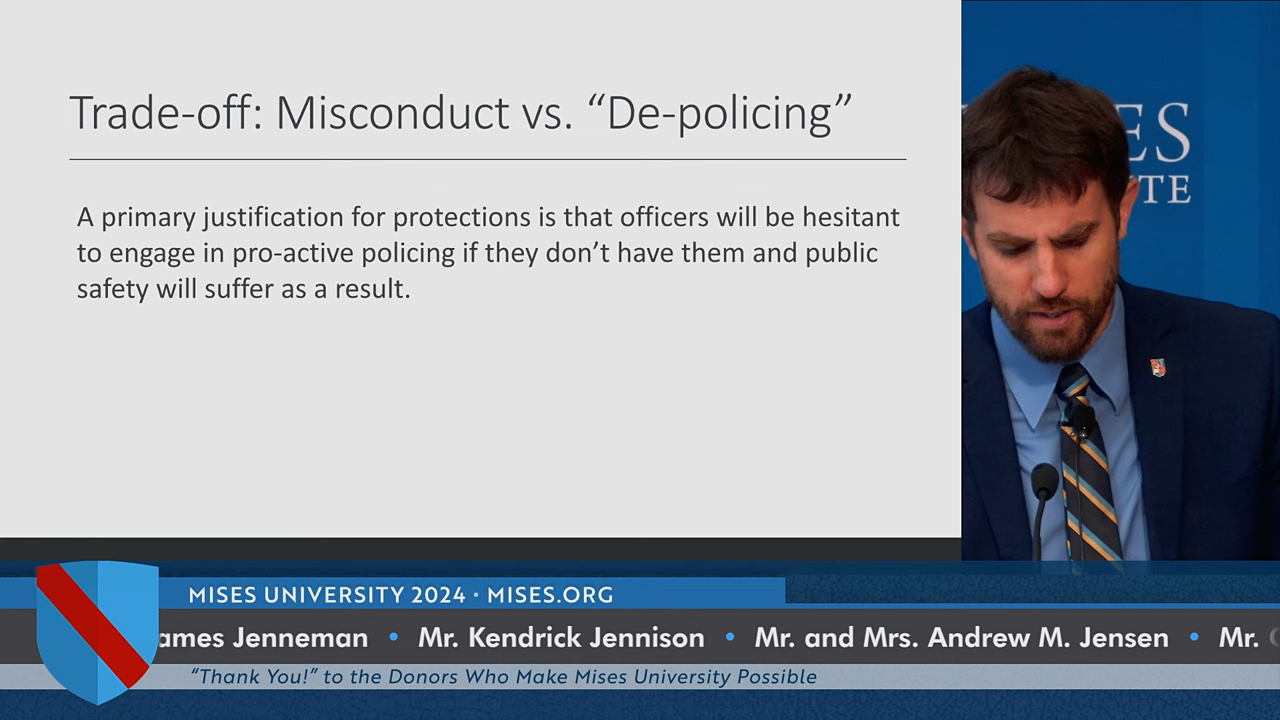 Trade-off: Misconduct vs. “De-policing”
A primary justification for protections is that officers will be hesitant
to engage in pro-active policing if they don’t have them and public
safety will suffer as a result.
ES
TE
MISES UNIVERSITY 2024 • MISES.ORG
ames Jenneman • Mr. Kendrick Jennison • Mr. and Mrs. Andrew M. Jensen • Mr.
“Thank You!” to the Donors Who Make Mises University Possible